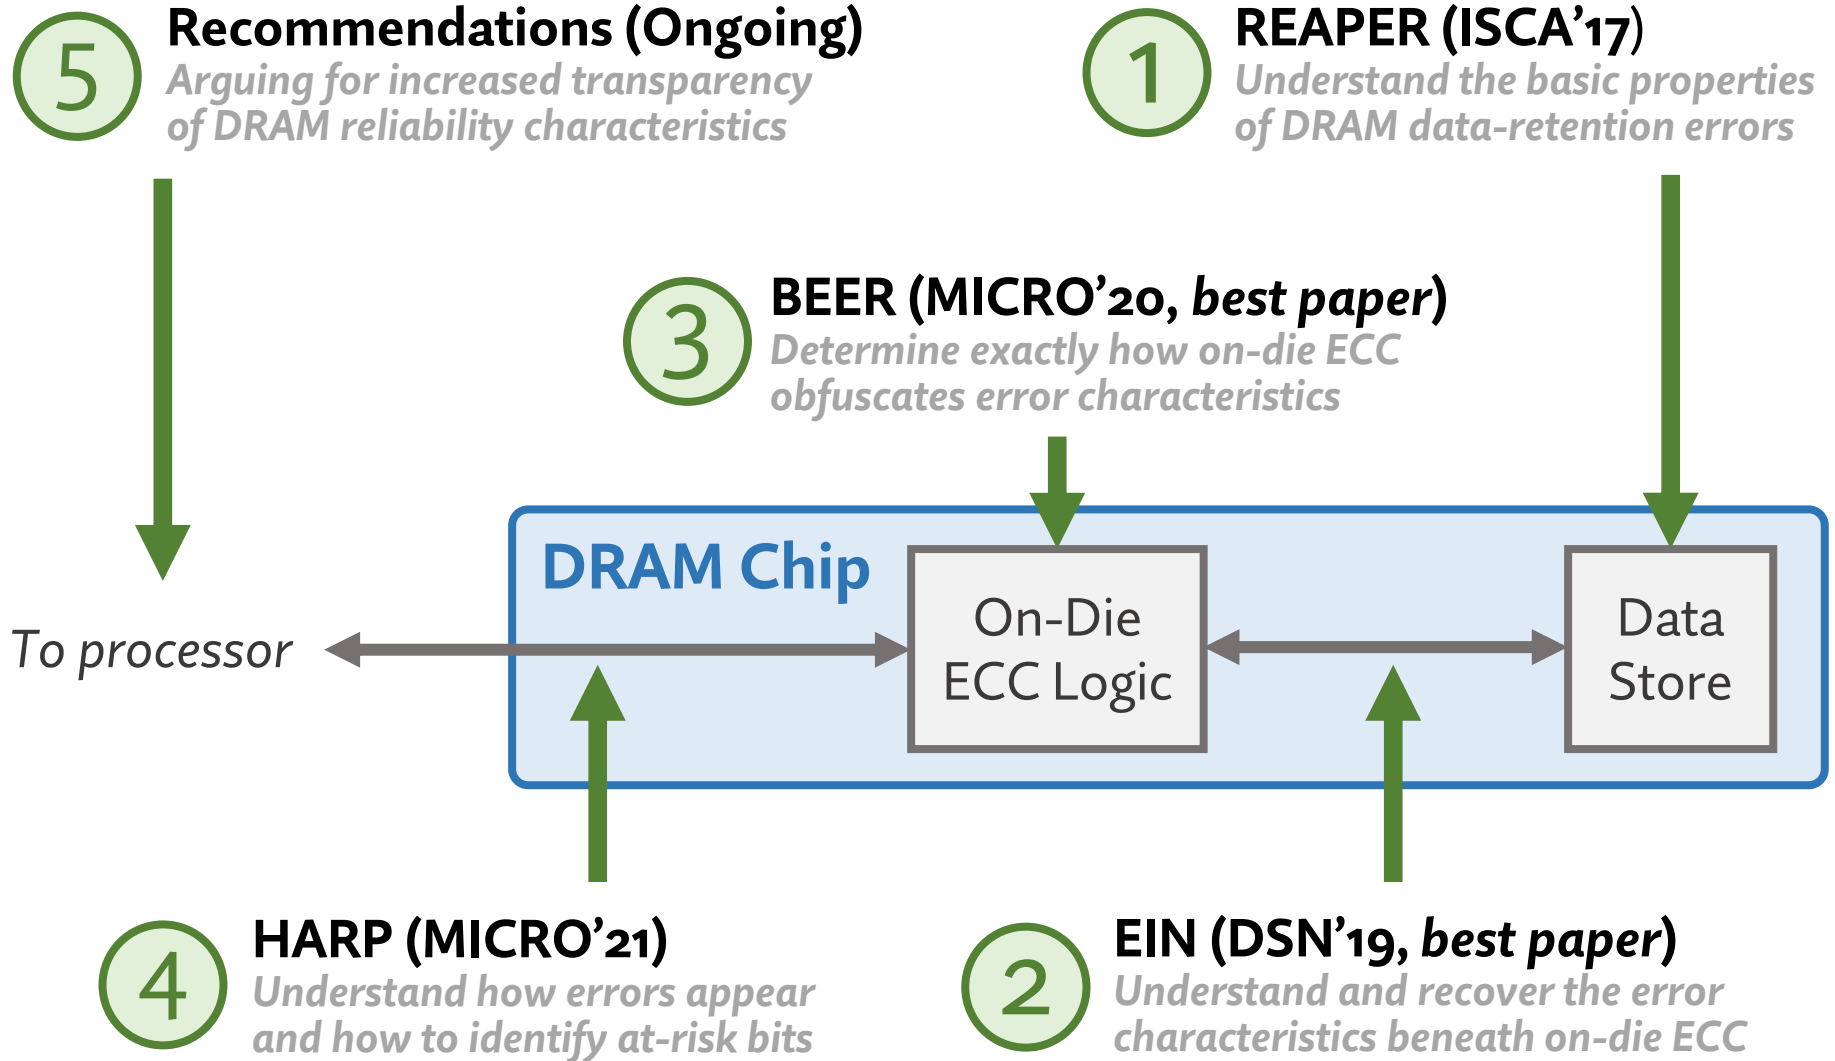 5
Recommendations (Ongoing)
Arguing for increased transparency
of DRAM reliability characteristics
1
REAPER (ISCA’17)
Understand the basic properties
of DRAM data-retention errors
3
BEER (MICRO’20, best paper)
Determine exactly how on-die ECC
obfuscates error characteristics
DRAM Chip
To processor
On-Die
ECC Logic
Data
Store
4
HARP (MICRO’21)
Understand how errors appear
and how to identify at-risk bits
2
EIN (DSN’19, best paper)
Understand and recover the error
characteristics beneath on-die ECC